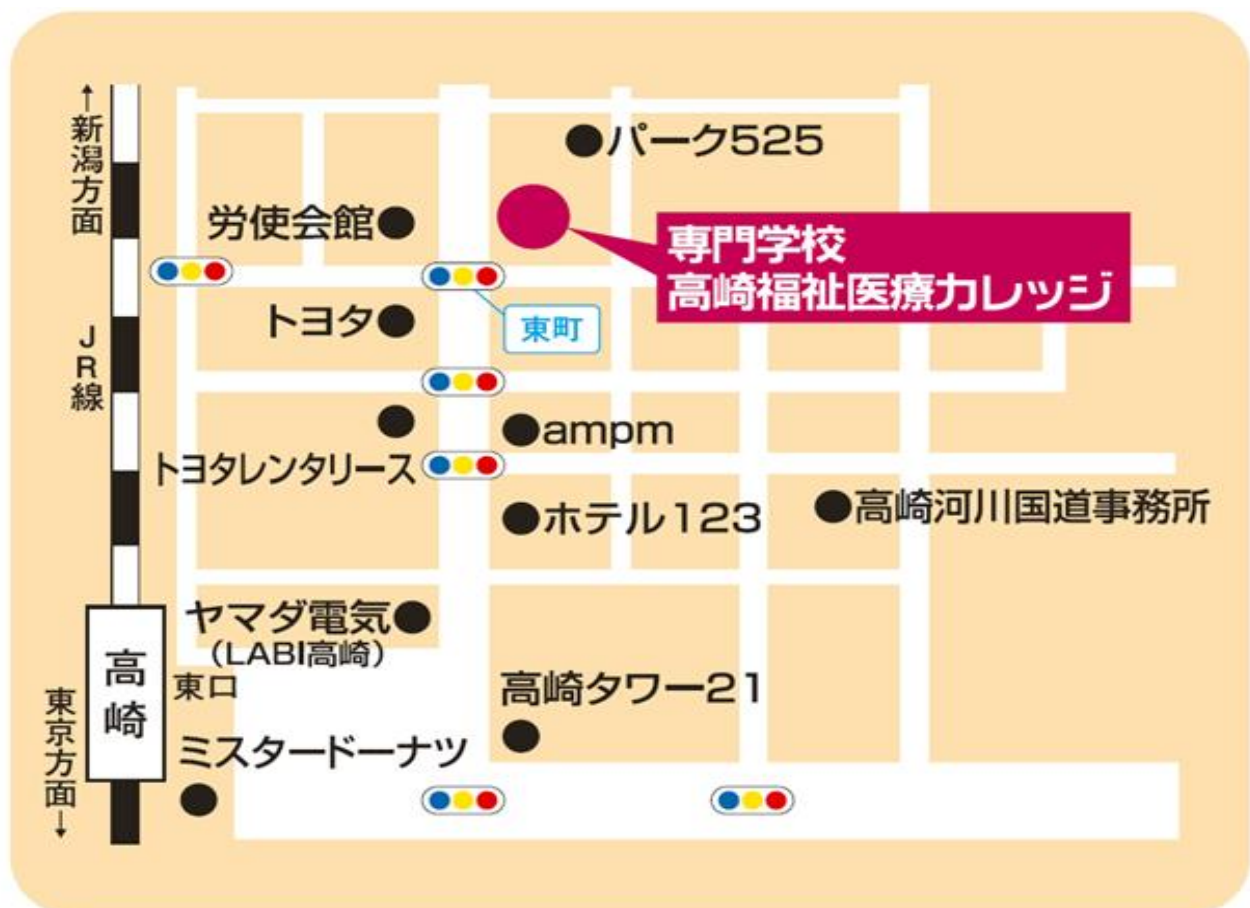 ↑新潟方面
パーク525
労使会館
専門学校
高崎福祉医療カレッジ
トヨタ
東町
JR線
ampm
トヨタレンタリース
ホテル123
高崎河川国道事務所
ヤマダ電気
（LABI高崎）
高崎
東口
高崎タワー21
東京方面↓
ミスタードーナツ